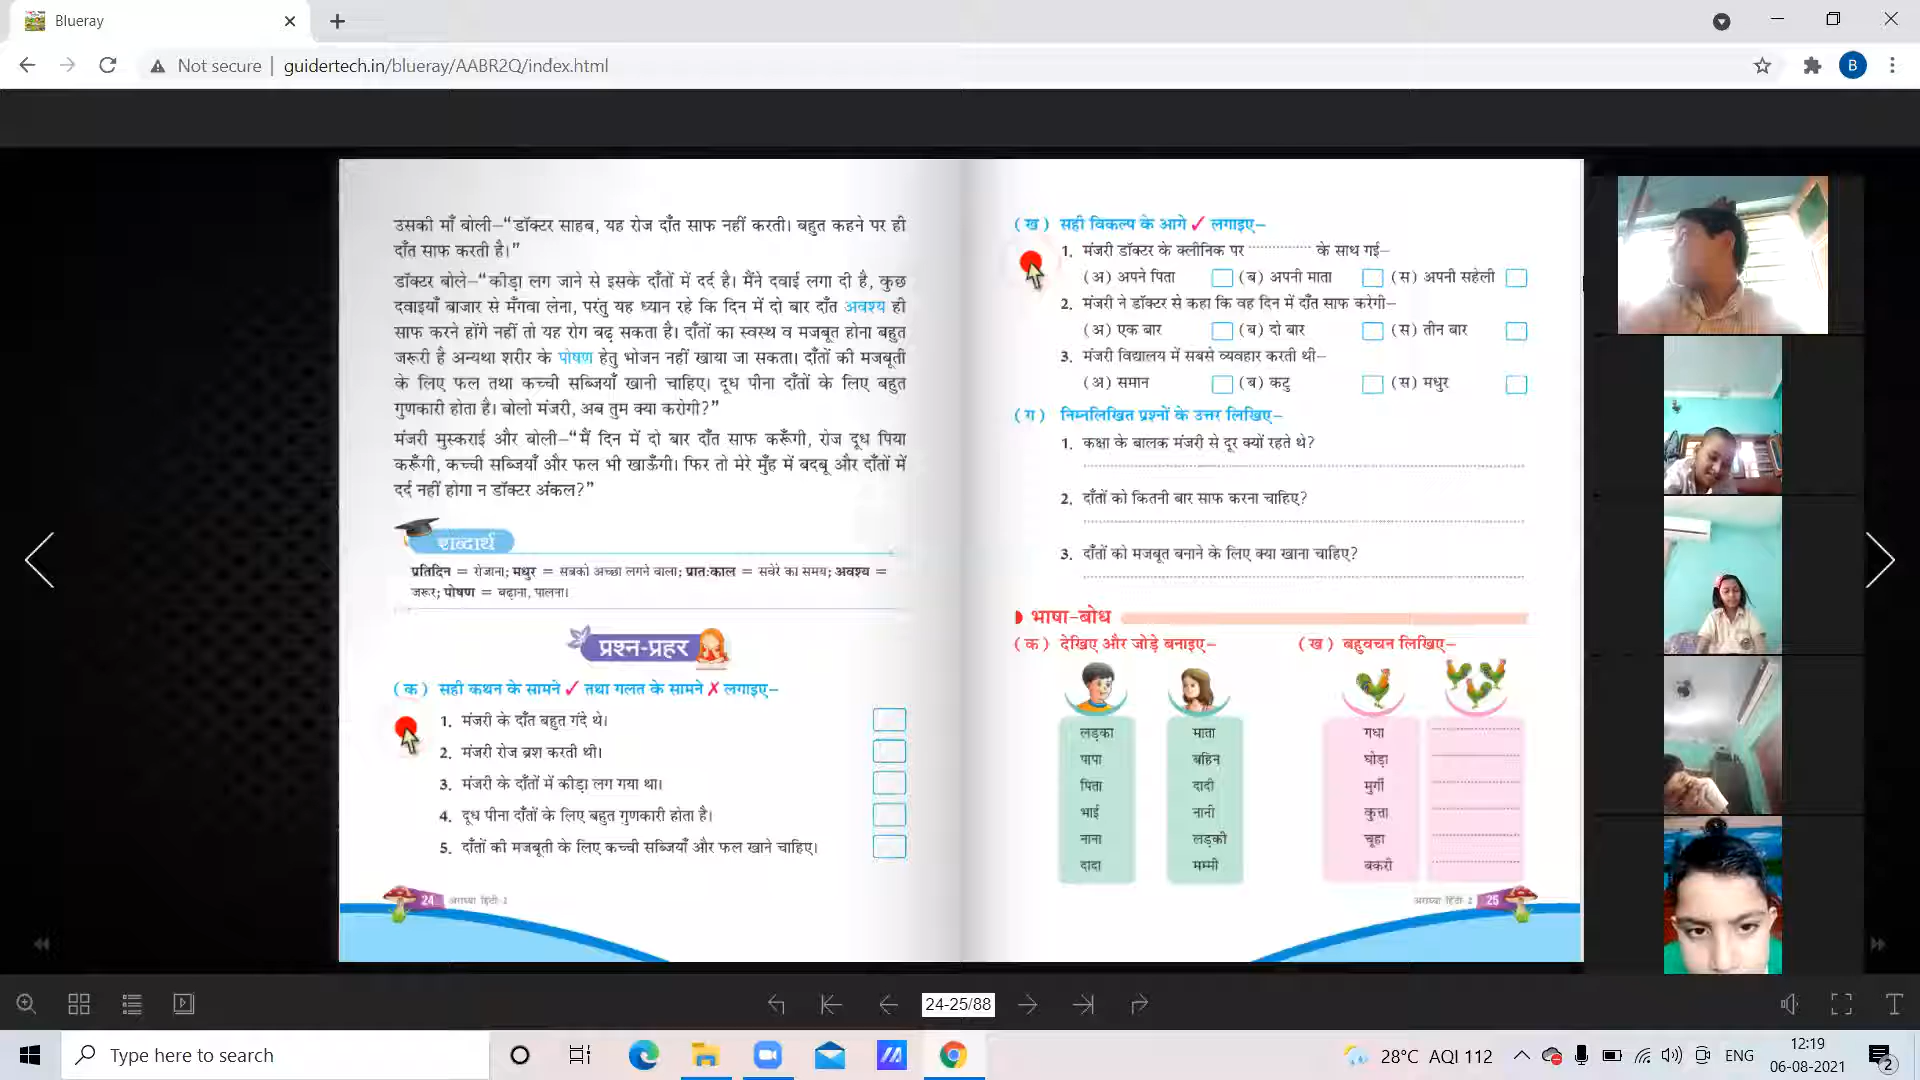 Blueray
Not secure
guidertech.in/blueray/AABR2Q/index.html
B
उसकी माँ बोली–“डॉक्टर साहब, यह रोज दाँत साफ नहीं करती। बहुत कहने पर ही
दाँत साफ करती है।”
डॉक्टर बोले–“कीड़ा लग जाने से इसके दाँतों में दर्द है। मैंने दवाई लगा दी है, कुछ
दवाइयाँ बाजार से मँगवा लेना, परंतु यह ध्यान रहे कि दिन में दो बार दाँत अवश्य ही
साफ करने होंगे नहीं तो यह रोग बढ़ सकता है। दाँतों का स्वस्थ व मजबूत होना बहुत
जरूरी है अन्यथा शरीर के पोषण हेतु भोजन नहीं खाया जा सकता। दाँतों की मजबूती
के लिए फल तथा कच्ची सब्जियाँ खानी चाहिए। दूध पीना दाँतों के लिए बहुत
गुणकारी होता है। बोलो मंजरी, अब तुम क्या करोगी?”
मंजरी मुस्कराई और बोली–“मैं दिन में दो बार दाँत साफ करूँगी, रोज दूध पिया
करूँगी, कच्ची सब्जियाँ और फल भी खाऊँगी। फिर तो मेरे मुँह में बदबू और दाँतों में
दर्द नहीं होगा न डॉक्टर अंकल?”
शब्दार्थ
प्रतिदिन = रोजाना; मधुर = सबको अच्छा लगने वाला; प्रातःकाल = सवेरे का समय; अवश्य =
जरूर; पोषण = बढ़ाना, पालना।
प्रश्न-प्रहर
(क) सही कथन के सामने ✓ तथा गलत के सामने ✗ लगाइए–
1. मंजरी के दाँत बहुत गंदे थे।
2. मंजरी रोज ब्रश करती थी।
3. मंजरी के दाँतों में कीड़ा लग गया था।
4. दूध पीना दाँतों के लिए बहुत गुणकारी होता है।
5. दाँतों की मजबूती के लिए कच्ची सब्जियाँ और फल खाने चाहिए।
24
(ख) सही विकल्प के आगे ✓ लगाइए–
1. मंजरी डॉक्टर के क्लीनिक पर .............. के साथ गई–
(अ) अपने पिता (ब) अपनी माता (स) अपनी सहेली
2. मंजरी ने डॉक्टर से कहा कि वह दिन में दाँत साफ करेगी–
(अ) एक बार (ब) दो बार (स) तीन बार
3. मंजरी विद्यालय में सबसे व्यवहार करती थी–
(अ) समान (ब) कटु (स) मधुर
(ग) निम्नलिखित प्रश्नों के उत्तर लिखिए–
1. कक्षा के बालक मंजरी से दूर क्यों रहते थे?
2. दाँतों को कितनी बार साफ करना चाहिए?
3. दाँतों को मजबूत बनाने के लिए क्या खाना चाहिए?
भाषा-बोध
(क) देखिए और जोड़े बनाइए– (ख) बहुवचन लिखिए–
लड़का माता गधा
पापा बहिन घोड़ा
पिता दादी मुर्गी
भाई नानी कुत्ता
नाना लड़की चूहा
दादा मम्मी बकरी
25
24-25/88
Type here to search
28°C AQI 112
ENG
12:19
06-08-2021
2